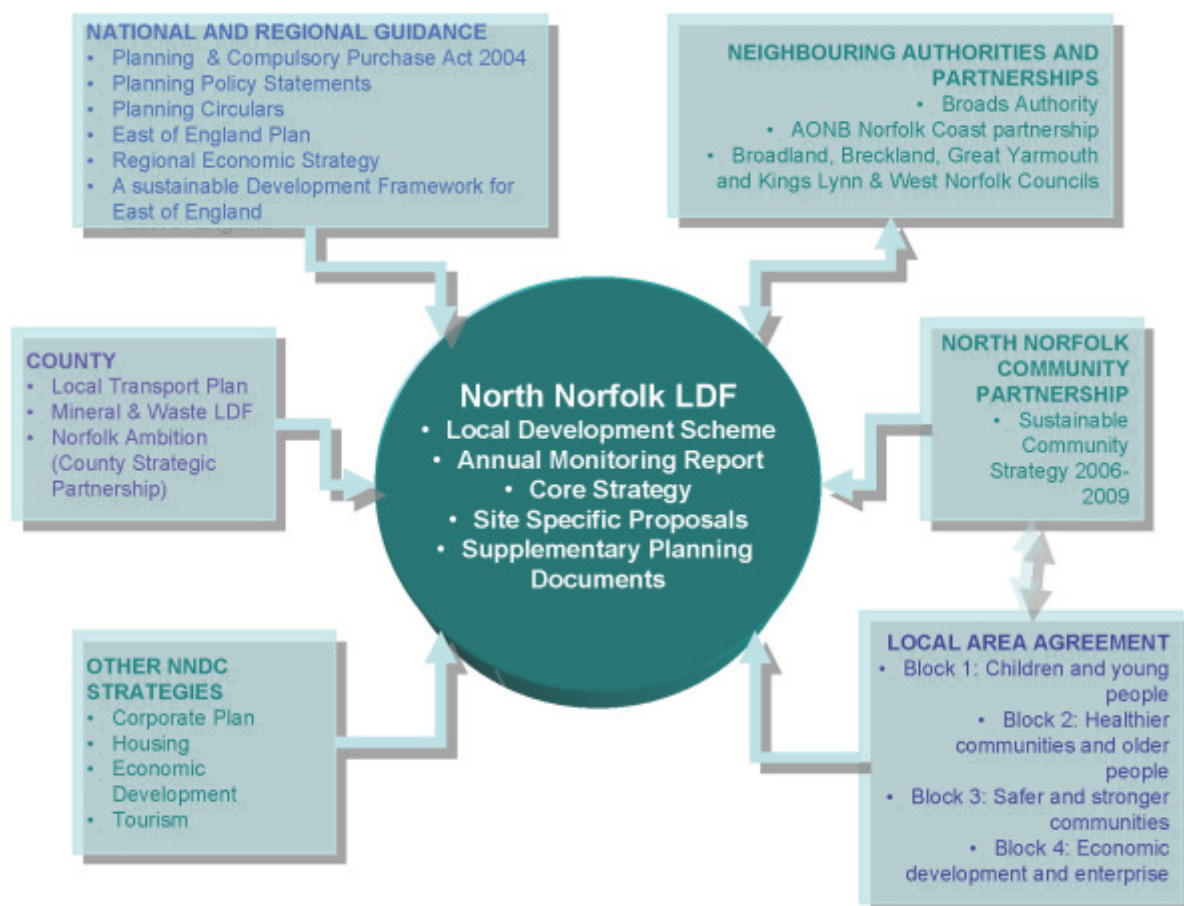 NATIONAL AND REGIONAL GUIDANCE
• Planning & Compulsory Purchase Act 2004
• Planning Policy Statements
• Planning Circulars
• East of England Plan
• Regional Economic Strategy
• A sustainable Development Framework for
East of England
NEIGHBOURING AUTHORITIES AND
PARTNERSHIPS
• Broads Authority
• AONB Norfolk Coast partnership
• Broadland, Breckland, Great Yarmouth
and Kings Lynn & West Norfolk Councils
COUNTY
• Local Transport Plan
• Mineral & Waste LDF
• Norfolk Ambition
(County Strategic
Partnership)
North Norfolk LDF
• Local Development Scheme
• Annual Monitoring Report
• Core Strategy
• Site Specific Proposals
• Supplementary Planning
Documents
NORTH NORFOLK
COMMUNITY
PARTNERSHIP
• Sustainable
Community
Strategy 2006-
2009
OTHER NNDC
STRATEGIES
• Corporate Plan
• Housing
• Economic
Development
• Tourism
LOCAL AREA AGREEMENT
• Block 1: Children and young
people
• Block 2: Healthier
communities and older
people
• Block 3: Safer and stronger
communities
• Block 4: Economic
development and enterprise